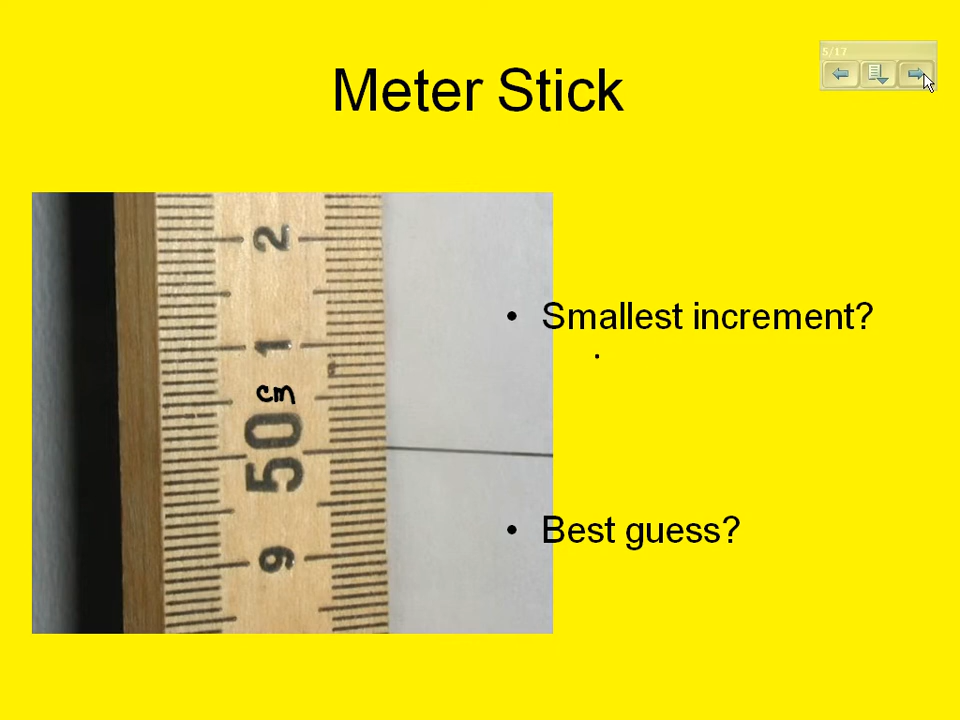 5/17
Meter Stick
2
1
cm
50
9
• Smallest increment?
• Best guess?